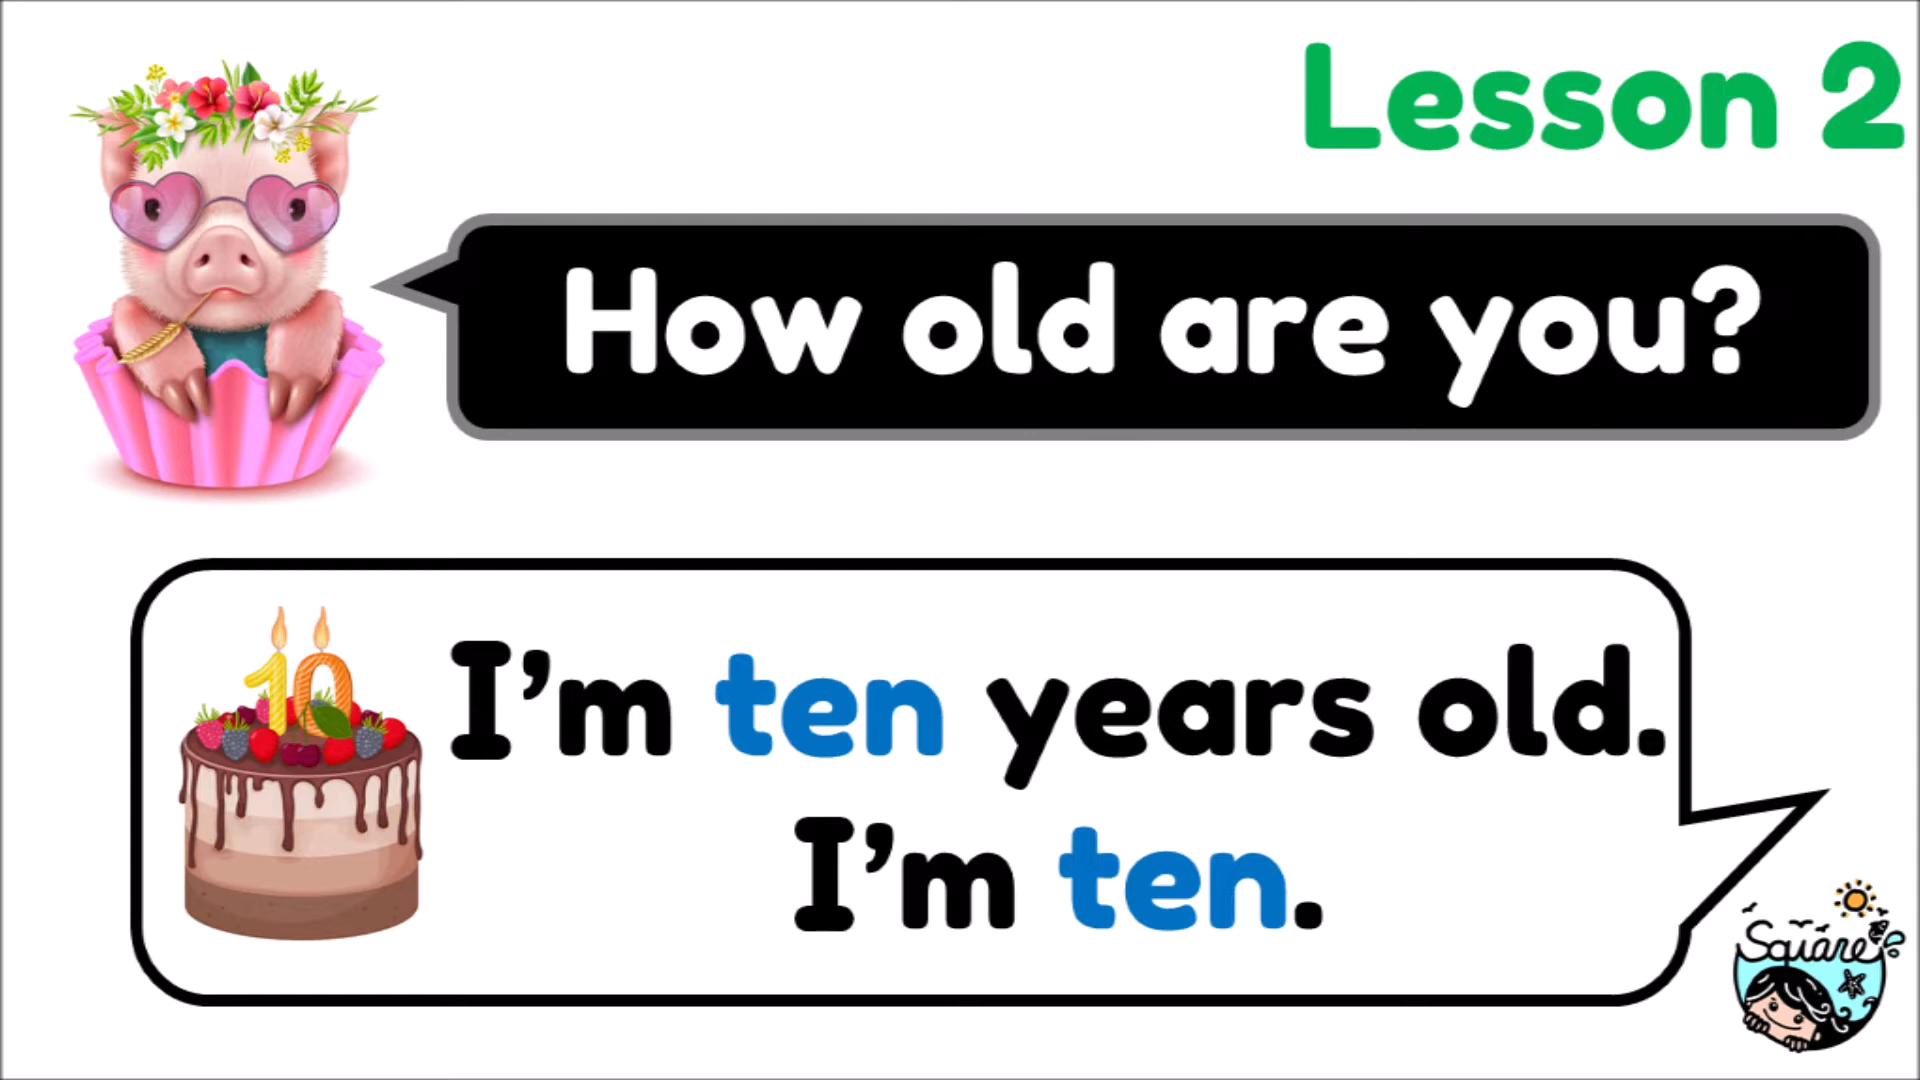 Lesson 2
How old are you?
10
I’m ten years old.
I’m ten.
Square